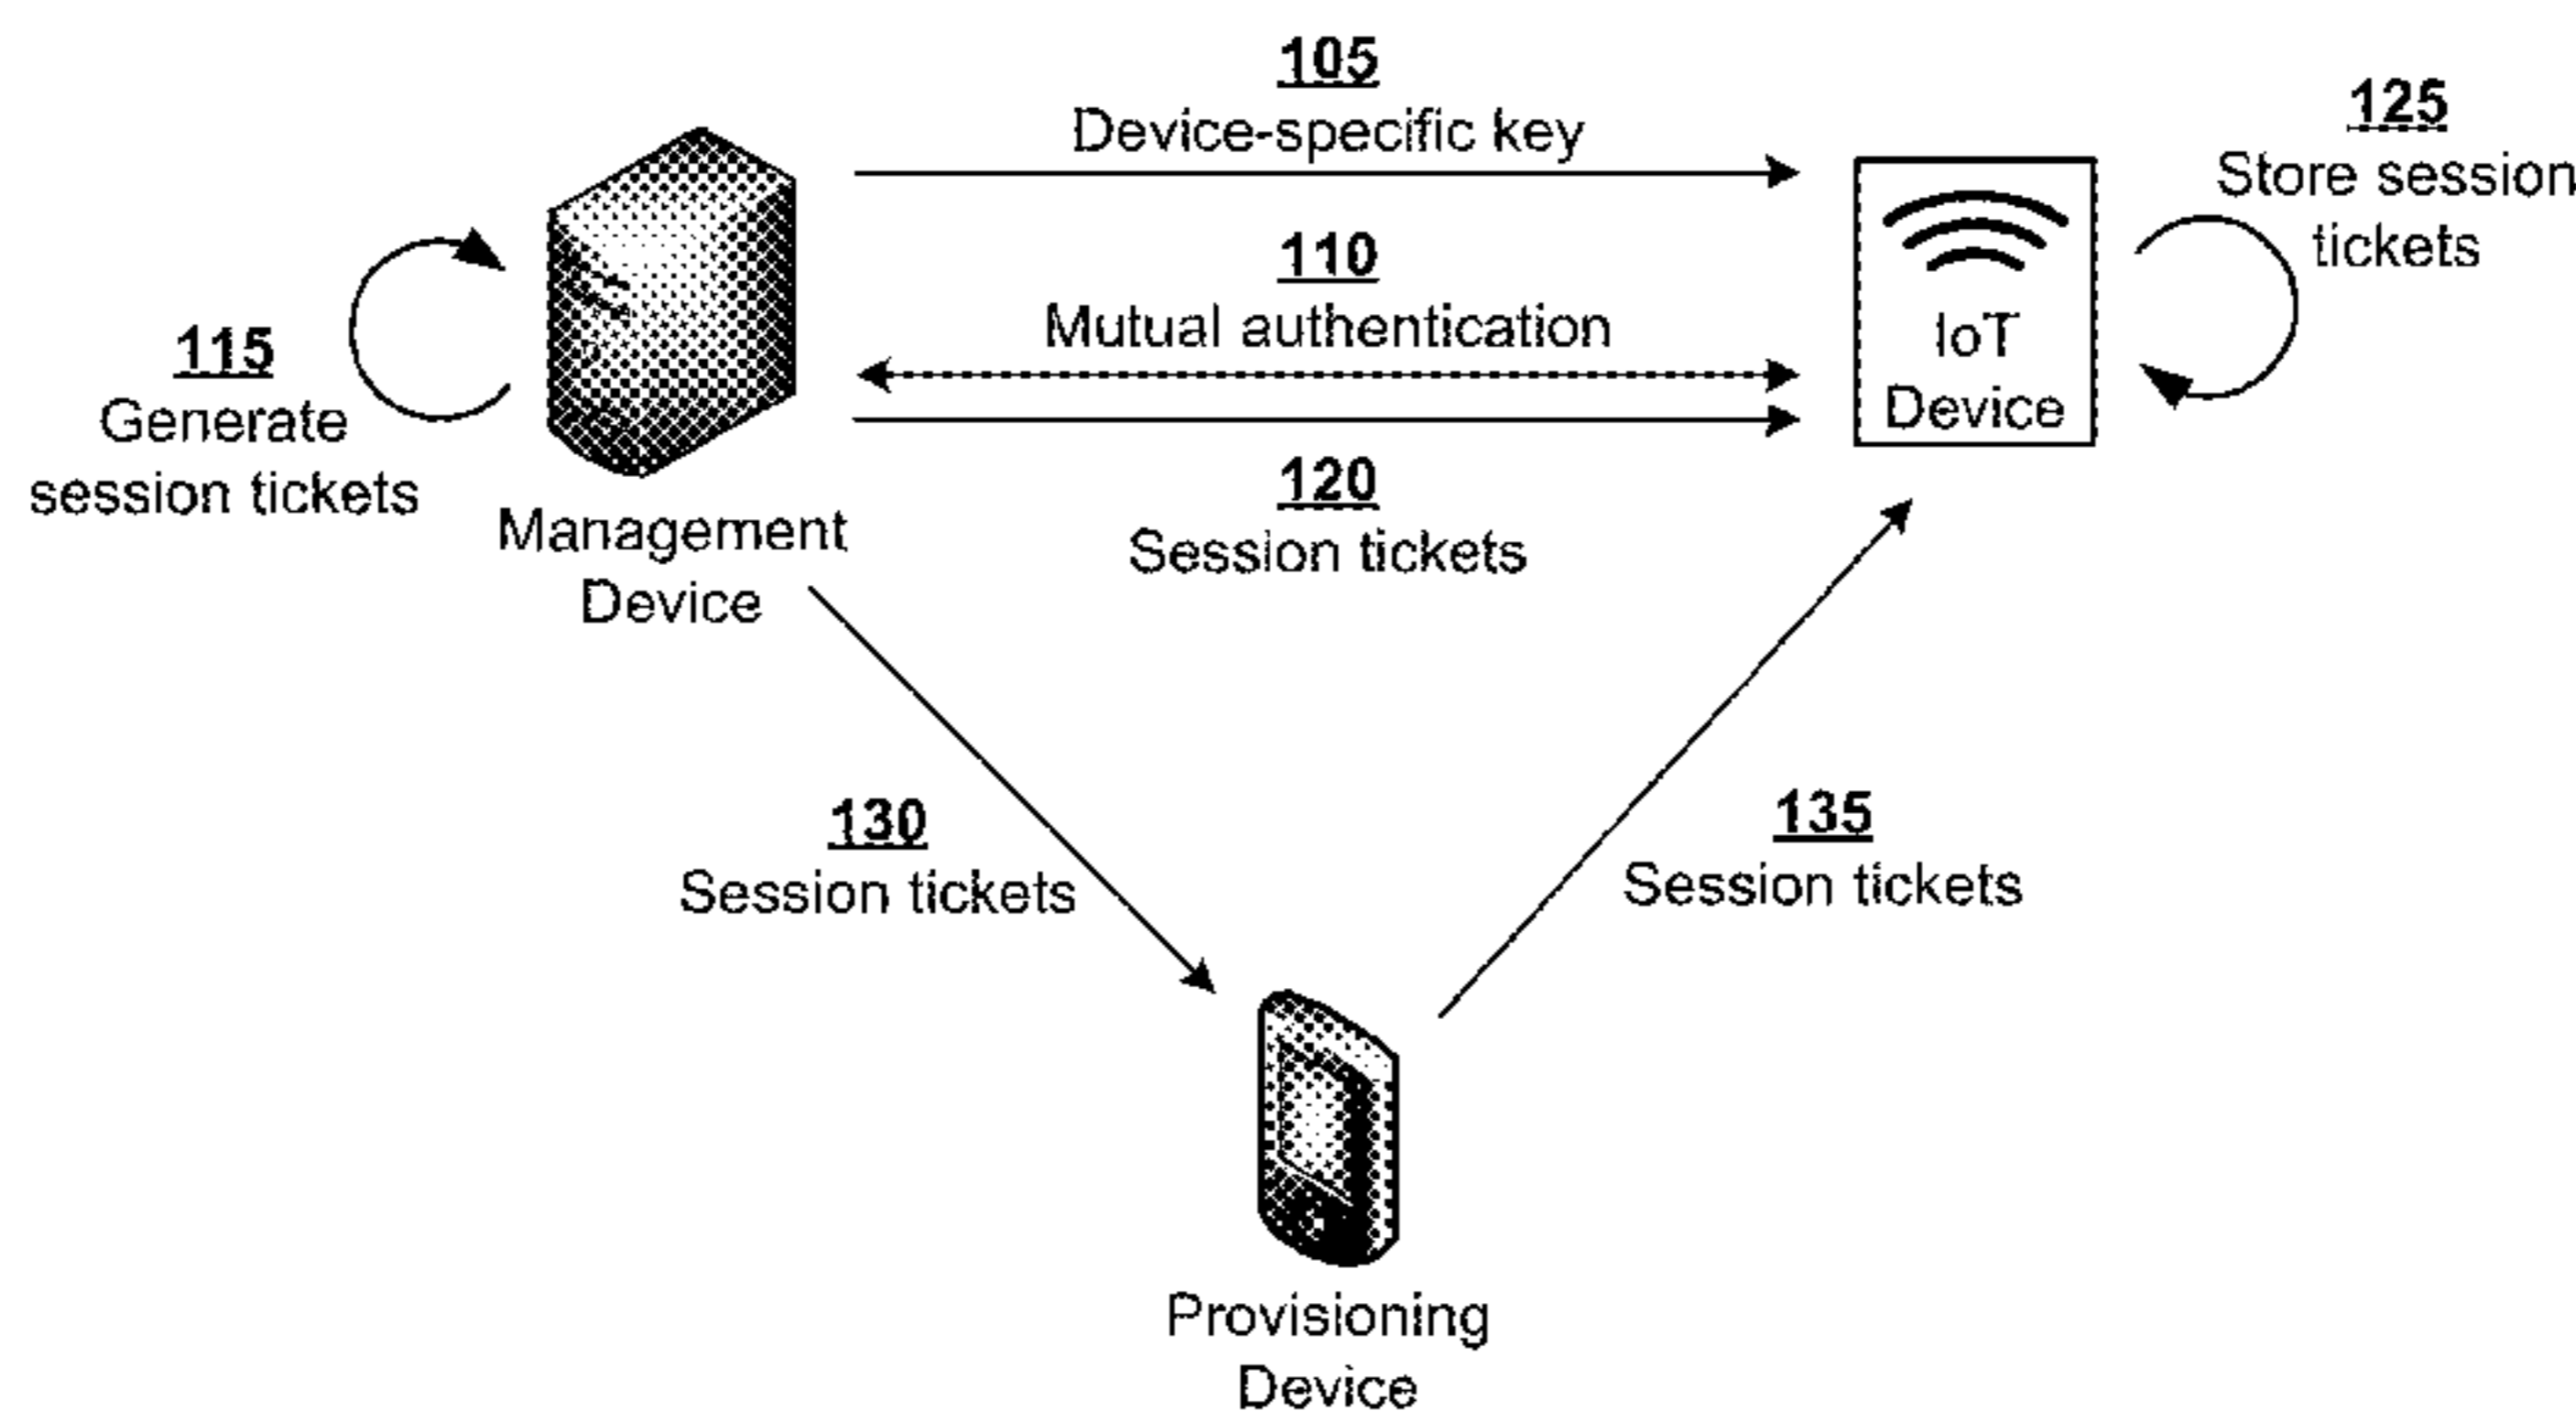 105
Device-specific key
125
Store session
tickets
110
Mutual authentication
IoT
Device
115
Generate
session tickets
120
Session tickets
Management
Device
130
Session tickets
135
Session tickets
Provisioning
Device